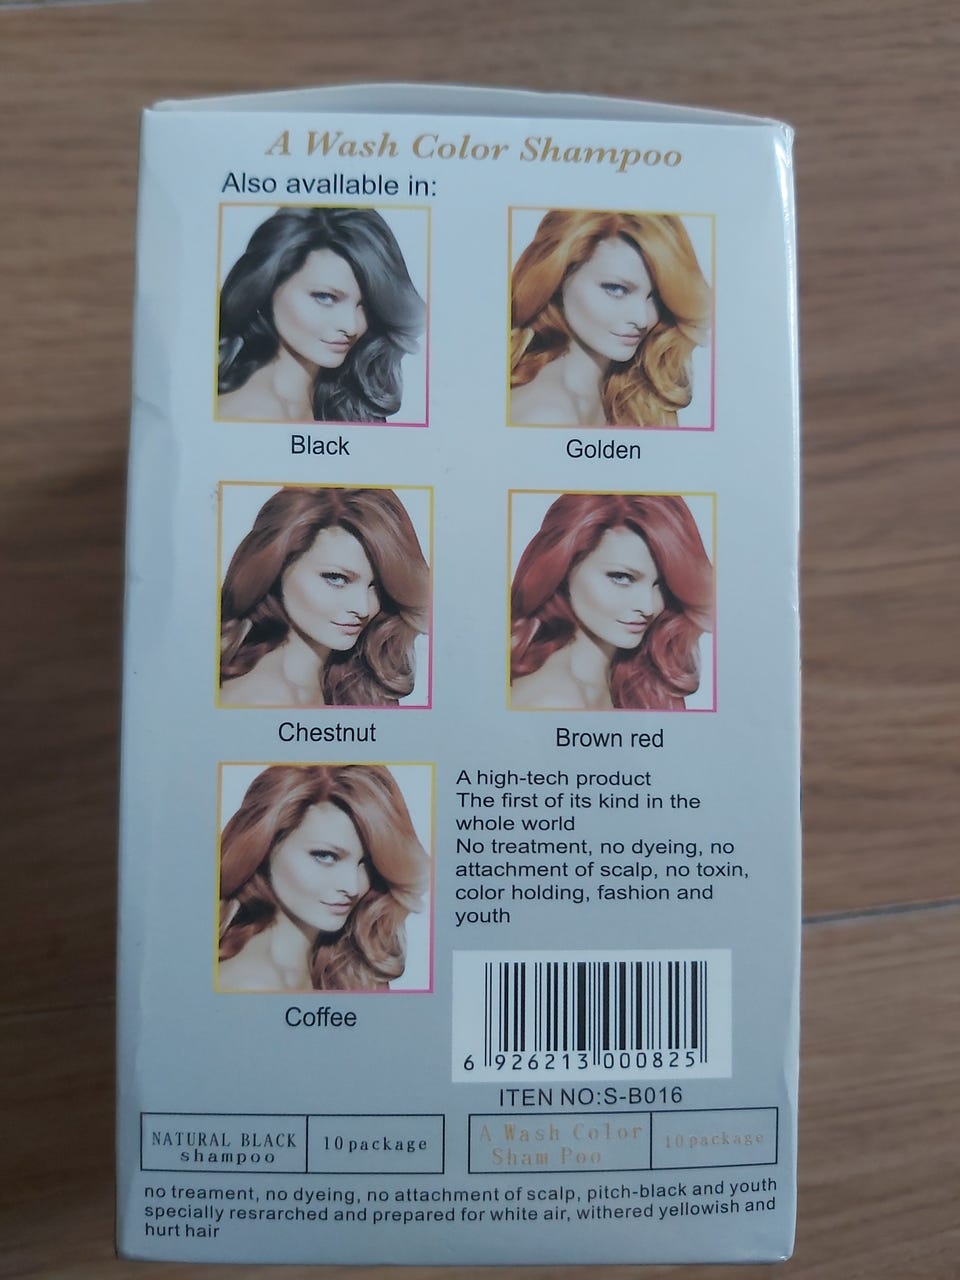 A Wash Color Shampoo
Also available in:
Black
Golden
Chestnut
Brown red
Coffee
A high-tech product
The first of its kind in the
whole world
No treatment, no dyeing, no
attachment of scalp, no toxin,
color holding, fashion and
youth
6 926213 000825
ITEN NO:S-B016
NATURAL BLACK
shampoo
10package
A Wash Color
Sham Poo
10package
no treament, no dyeing, no attachment of scalp, pitch-black and youth
specially resrarched and prepared for white air, withered yellowish and
hurt hair